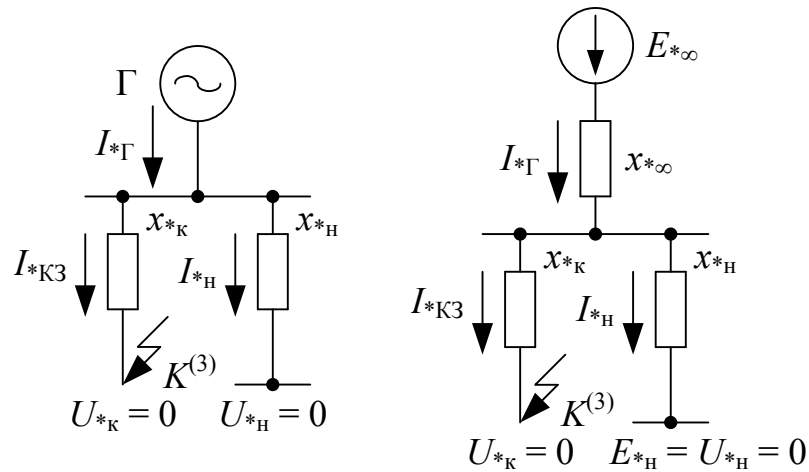 Г
I*Г
x*к
x*н
I*КЗ
I*н
K(3)
U*к = 0
U*н = 0
E*∞
I*Г
x*∞
x*к
x*н
I*КЗ
I*н
K(3)
U*к = 0
E*н = U*н = 0